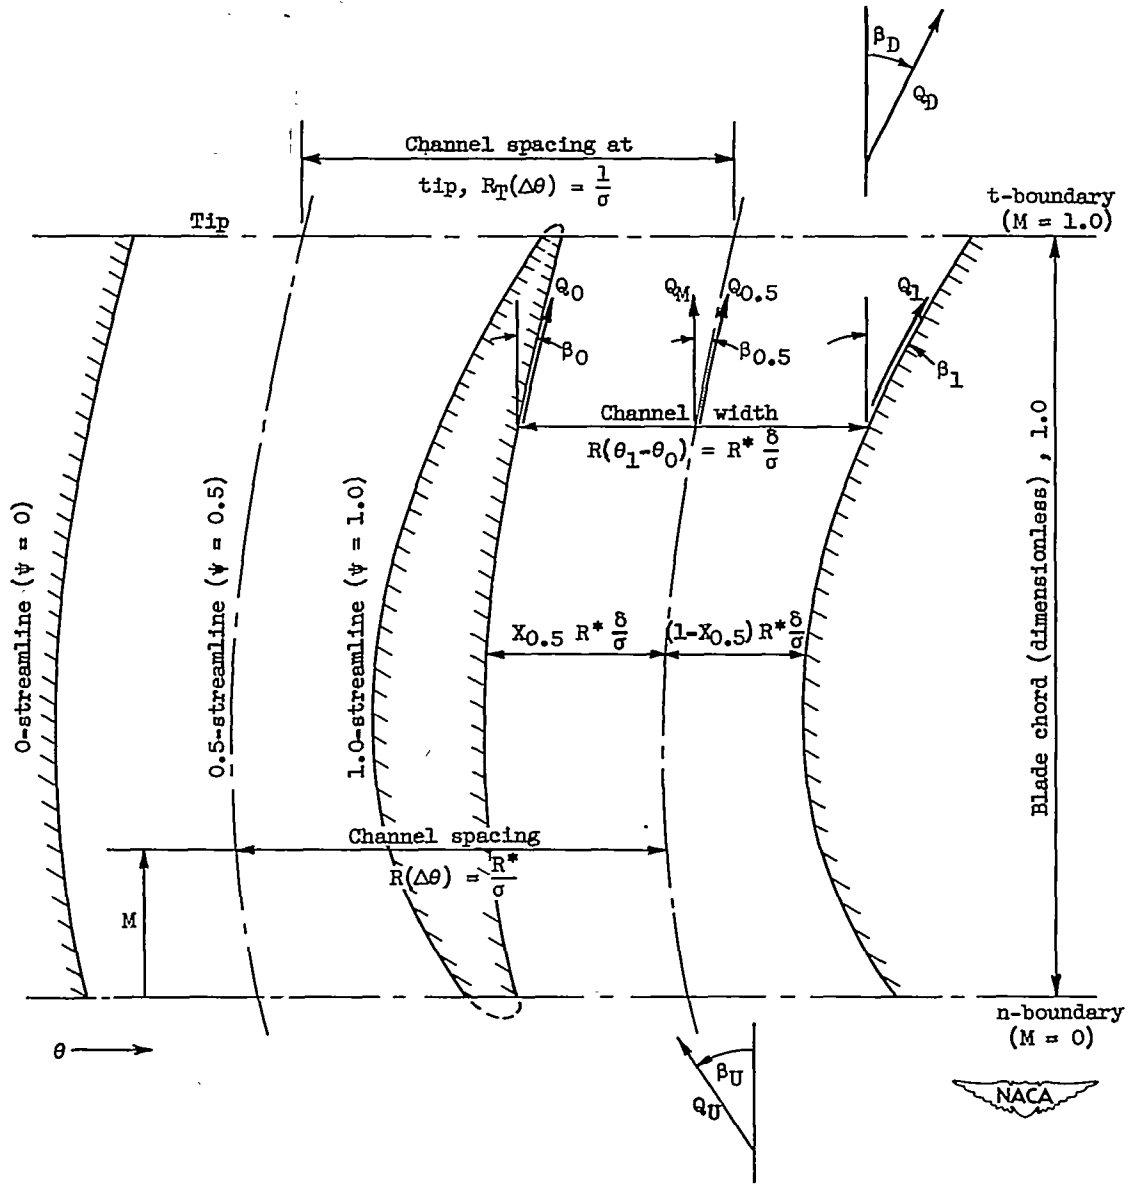 β_D
Q_D
Channel spacing at
tip, R_T(Δθ) = 1/σ
t-boundary
(M = 1.0)
Tip
Q_0
Q_M
Q_0.5
Q_1
β_0
β_0.5
β_1
Channel width
R(θ_1-θ_0) = R* δ/σ
0-streamline (ψ = 0)
0.5-streamline (ψ = 0.5)
1.0-streamline (ψ = 1.0)
X_0.5 R* δ/σ
(1-X_0.5) R* δ/σ
Blade chord (dimensionless), 1.0
Channel spacing
R(Δθ) = R*/σ
M
n-boundary
(M = 0)
θ
β_U
Q_U
NACA